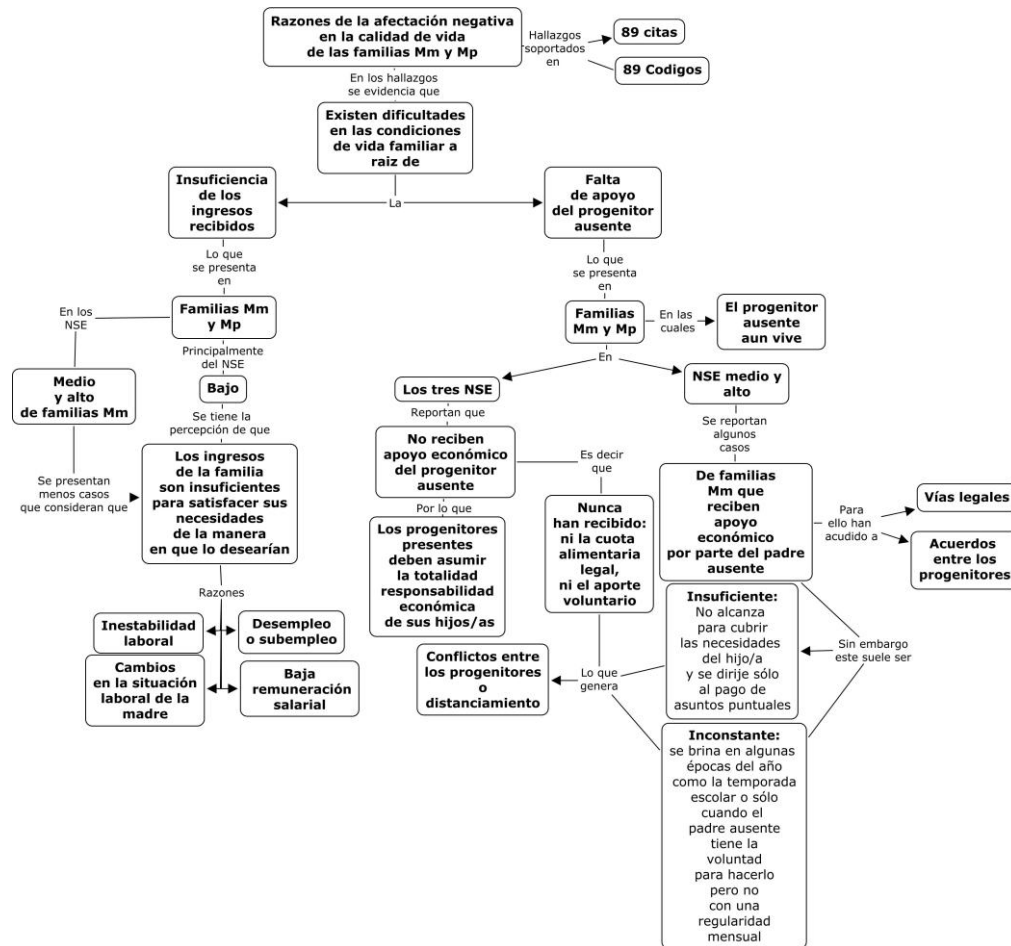 Razones de la afectación negativa
en la calidad de vida
de las familias Mm y Mp
Hallazgos
soportados
en
89 citas
89 Codigos
En los hallazgos
se evidencia que
Existen dificultades
en las condiciones
de vida familiar a
raiz de
La
Insuficiencia
de los
ingresos
recibidos
Falta
de apoyo
del progenitor
ausente
Lo que
se presenta
en
Familias Mm
y Mp
En los
NSE
Medio
y alto
de familias Mm
Se presentan
menos casos
que consideran que
Principalmente
del NSE
Bajo
Se tiene la
percepción de que
Los ingresos
de la familia
son insuficientes
para satisfacer sus
necesidades
de la manera
en que lo desearían
Razones
Inestabilidad
laboral
Desempleo
o subempleo
Cambios
en la situación
laboral de la
madre
Baja
remuneración
salarial
Lo que
se presenta
en
Familias
Mm y Mp
En las
cuales
El progenitor
ausente
aun vive
En
Los tres NSE
Reportan que
No reciben
apoyo económico
del progenitor
ausente
Por lo que
Los progenitores
presentes
deben asumir
la totalidad
responsabilidad
económica
de sus hijos/as
Es decir
que
Nunca
han recibido:
ni la cuota
alimentaria
legal,
ni el aporte
voluntario
NSE medio y
alto
Se reportan
algunos
casos
De familias
Mm que
reciben
apoyo
económico
por parte del padre
ausente
Para
ello han
acudido a
Vías legales
Acuerdos
entre los
progenitores
Sin embargo
este suele ser
Insuficiente:
No alcanza
para cubrir
las necesidades
del hijo/a
y se dirije sólo
al pago de
asuntos puntuales
Inconstante:
se brina en algunas
épocas del año
como la temporada
escolar o sólo
cuando el
padre ausente
tiene la
voluntad
para hacerlo
pero no
con una
regularidad
mensual
Lo que
genera
Conflictos entre
los progenitores
o
distanciamiento